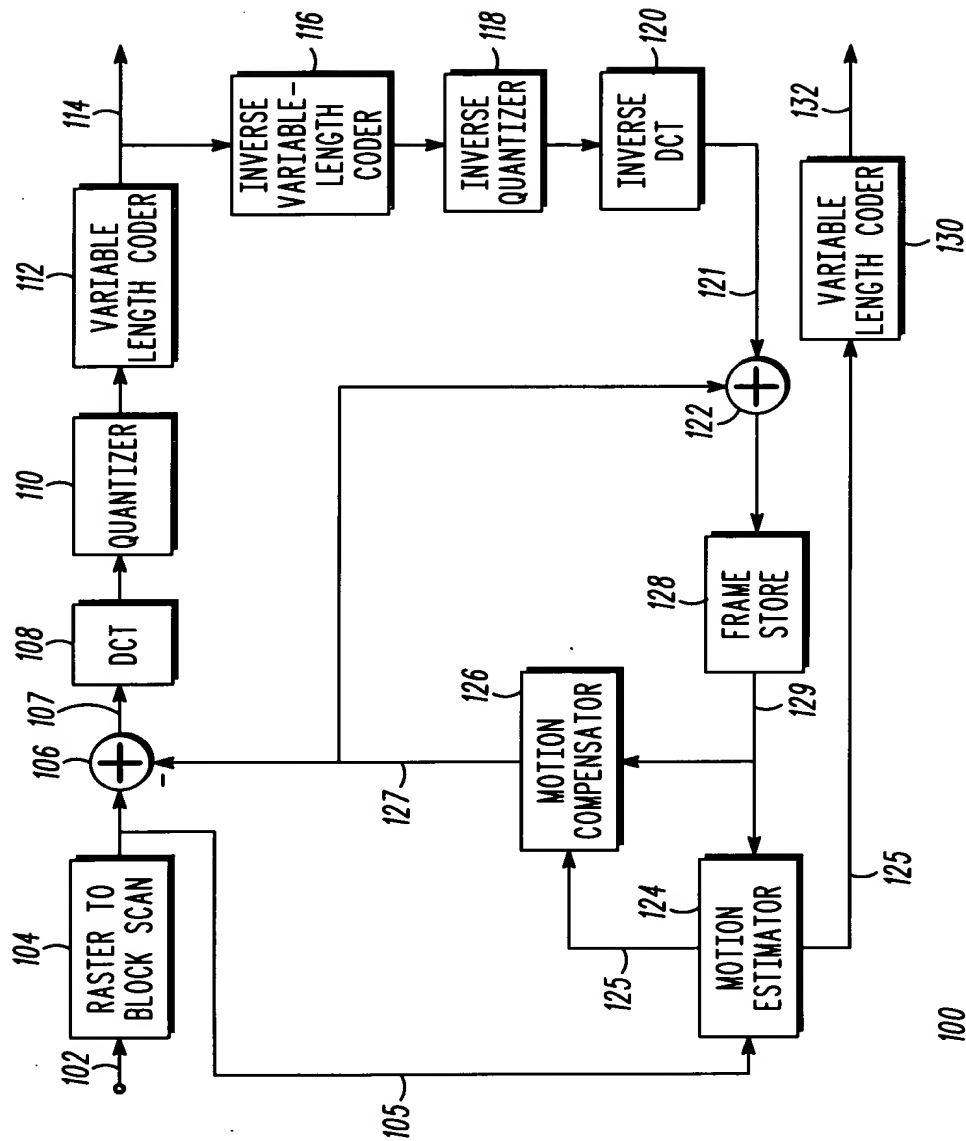 102
104
RASTER TO
BLOCK SCAN
105
106
-
107
108
DCT
110
QUANTIZER
112
VARIABLE
LENGTH CODER
114
116
INVERSE
VARIABLE-
LENGTH
CODER
118
INVERSE
QUANTIZER
120
INVERSE
DCT
121
122
127
126
MOTION
COMPENSATOR
128
FRAME
STORE
129
124
MOTION
ESTIMATOR
125
125
VARIABLE
LENGTH CODER
130
132
100